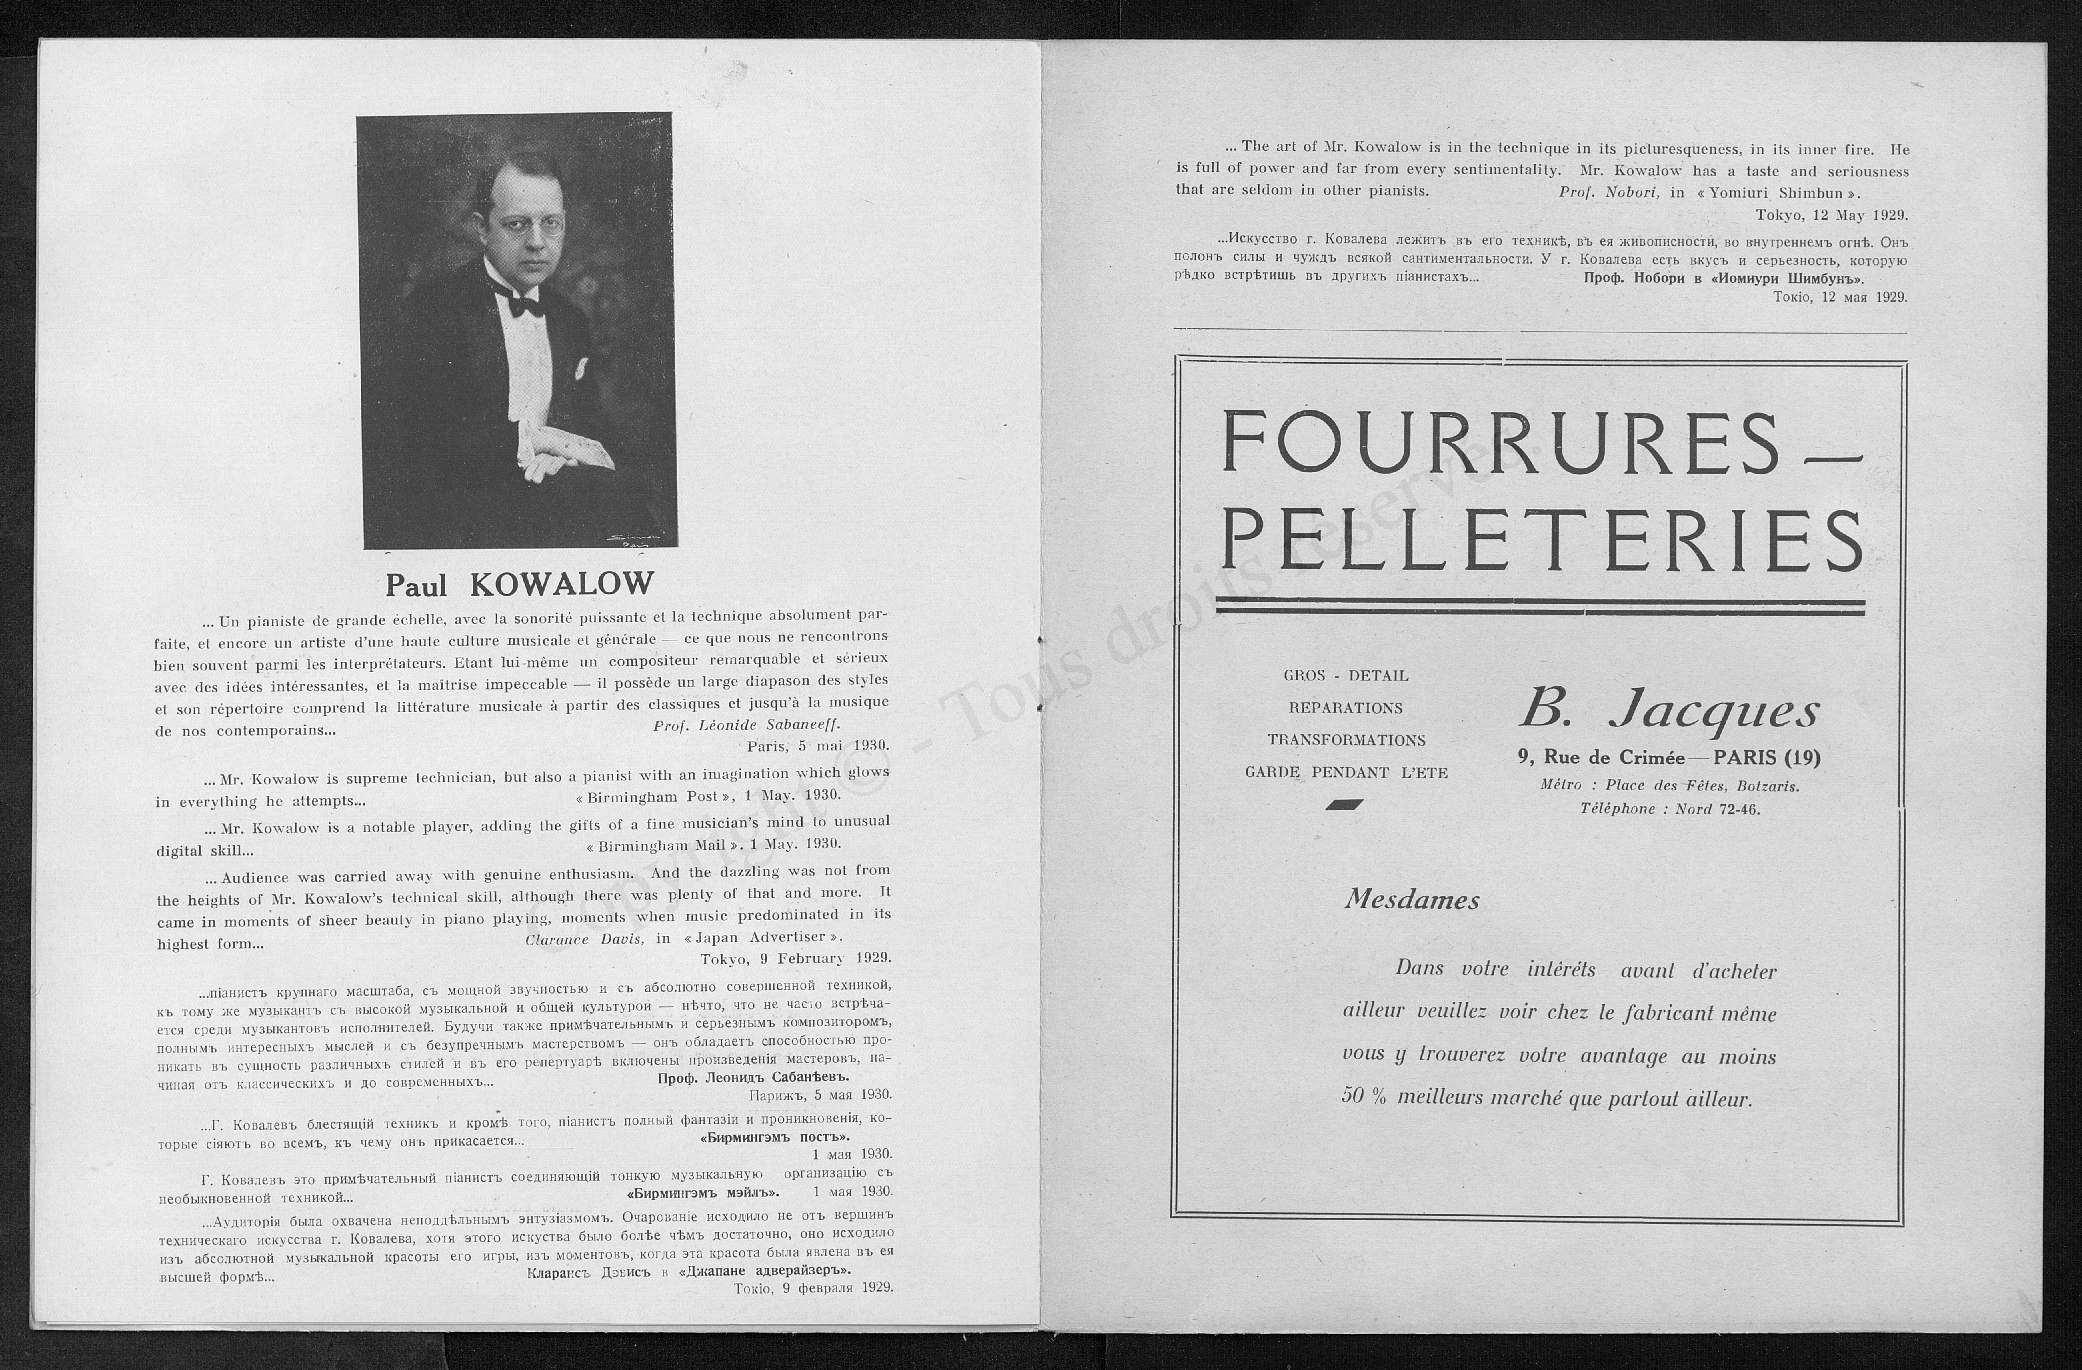 Simon
Paris
Paul KOWALOW
... Un pianiste de grande échelle, avec la sonorité puissante et la technique absolument par-
faite, et encore un artiste d'une haute culture musicale et générale — ce que nous ne rencontrons
bien souvent parmi les interprétateurs. Etant lui-même un compositeur remarquable et sérieux
avec des idées intéressantes, et la maîtrise impeccable — il possède un large diapason des styles
et son répertoire comprend la littérature musicale à partir des classiques et jusqu'à la musique
de nos contemporains... Prof. Léonide Sabaneeff.
Paris, 5 mai 1930.
... Mr. Kowalow is supreme technician, but also a pianist with an imagination which glows
in everything he attempts... « Birmingham Post », 1 May. 1930.
... Mr. Kowalow is a notable player, adding the gifts of a fine musician's mind to unusual
digital skill... « Birmingham Mail ». 1 May. 1930.
... Audience was carried away with genuine enthusiasm. And the dazzling was not from
the heights of Mr. Kowalow's technical skill, although there was plenty of that and more. It
came in moments of sheer beauty in piano playing, moments when music predominated in its
highest form... Clarance Davis, in « Japan Advertiser ».
Tokyo, 9 February 1929.
...піанистъ крупнаго масштаба, съ мощной звучностью и съ абсолютно совершенной техникой,
къ тому же музыкантъ съ высокой музыкальной и общей культурой — нѣчто, что не часто встрѣча-
ется среди музыкантовъ исполнителей. Будучи также примѣчательнымъ и серьезнымъ композиторомъ,
полнымъ интересныхъ мыслей и съ безупречнымъ мастерствомъ — онъ обладаетъ способностью про-
никать въ сущность различныхъ стилей и въ его репертуарѣ включены произведенія мастеровъ, на-
чиная отъ классическихъ и до современныхъ... Проф. Леонидъ Сабанѣевъ.
Парижъ, 5 мая 1930.
...Г. Ковалевъ блестящій техникъ и кромѣ того, піанистъ полный фантазіи и проникновенія, ко-
торые сіяютъ во всемъ, къ чему онъ прикасается... «Бирмингэмъ постъ».
1 мая 1930.
Г. Ковалевъ это примѣчательный піанистъ соединяющій тонкую музыкальную организацію съ
необыкновенной техникой... «Бирмингэмъ мэйлъ». 1 мая 1930.
...Аудиторія была охвачена неподдѣльнымъ энтузіазмомъ. Очарованіе исходило не отъ вершинъ
техническаго искусства г. Ковалева, хотя этого искуства было болѣе чѣмъ достаточно, оно исходило
изъ абсолютной музыкальной красоты его игры, изъ моментовъ, когда эта красота была явлена въ ея
высшей формѣ... Кларансъ Дэвисъ в «Джапане адверайзеръ».
Токіо, 9 февраля 1929.
... The art of Mr. Kowalow is in the technique in its picturesqueness, in its inner fire. He
is full of power and far from every sentimentality. Mr. Kowalow has a taste and seriousness
that are seldom in other pianists. Prof. Nobori, in « Yomiuri Shimbun ».
Tokyo, 12 May 1929.
...Искусство г. Ковалева лежитъ въ его техникѣ, въ ея живописности, во внутреннемъ огнѣ. Онъ
полонъ силы и чуждъ всякой сантиментальности. У г. Ковалева есть вкусъ и серьезность, которую
рѣдко встрѣтишь въ другихъ піанистахъ... Проф. Нобори в «Иомиури Шимбунъ».
Токіо, 12 мая 1929.
FOURRURES —
PELLETERIES
GROS - DETAIL
REPARATIONS
TRANSFORMATIONS
GARDE PENDANT L'ETE
B. Jacques
9, Rue de Crimée — PARIS (19)
Métro : Place des Fêtes, Botzaris.
Téléphone : Nord 72-46.
Mesdames
Dans votre intérêts avant d'acheter
ailleur veuillez voir chez le fabricant même
vous y trouverez votre avantage au moins
50 % meilleurs marché que partout ailleur.
Copyright © - Tous droits réservés.